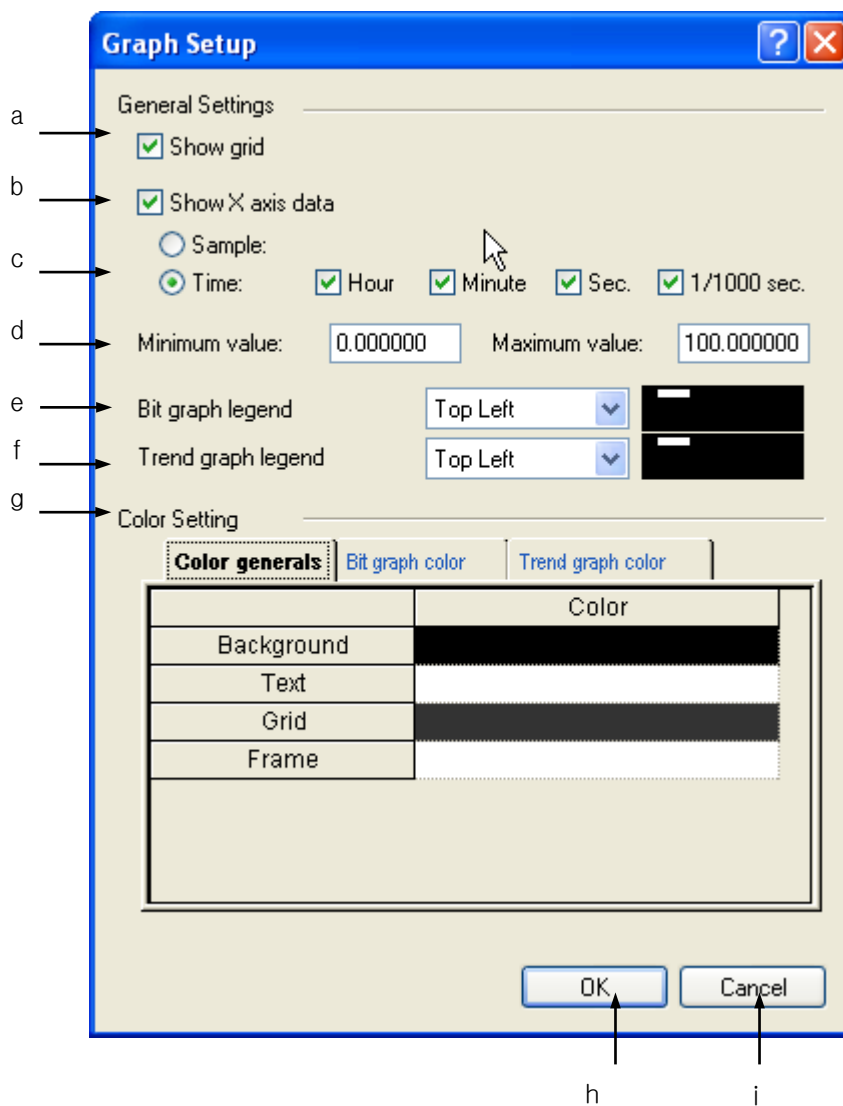 Graph Setup
General Settings
a
Show grid
b
Show X axis data
Sample:
c
Time: Hour Minute Sec. 1/1000 sec.
d
Minimum value: 0.000000 Maximum value: 100.000000
e
Bit graph legend Top Left
f
Trend graph legend Top Left
g
Color Setting
Color generals Bit graph color Trend graph color
Color
Background
Text
Grid
Frame
OK Cancel
h i